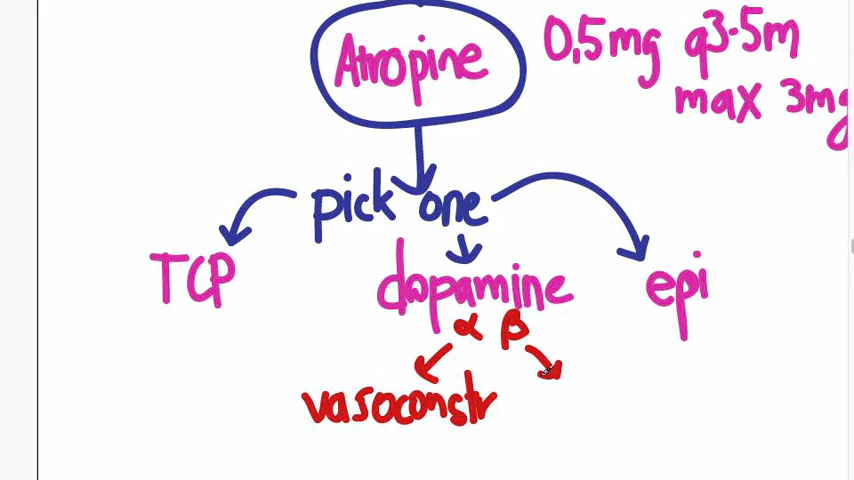 Atropine
0.5mg q3-5m
max 3mg
pick one
TCP
dopamine
epi
α β
vasoconstr